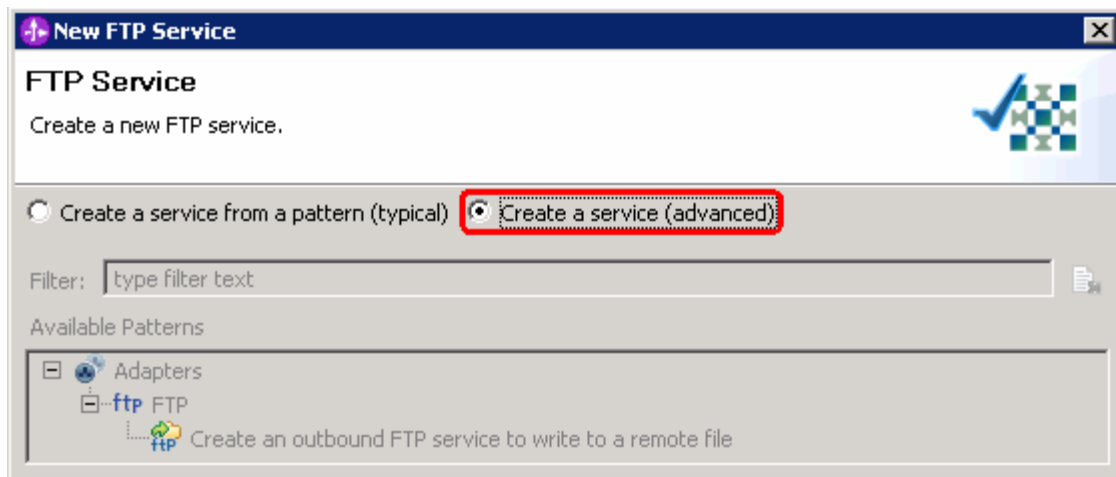 New FTP Service
FTP Service
Create a new FTP service.
Create a service from a pattern (typical) Create a service (advanced)
Filter: type filter text
Available Patterns
Adapters
ftp FTP
ftp Create an outbound FTP service to write to a remote file